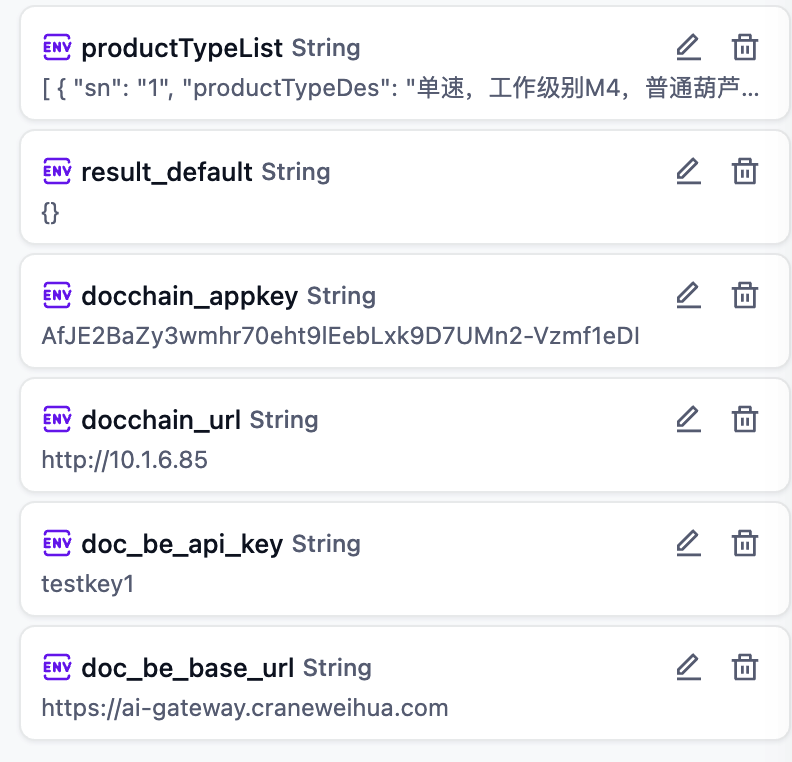 ENV productTypeList String
[ { "sn": "1", "productTypeDes": "单速，工作级别M4，普通葫芦...
ENV result_default String
{}
ENV docchain_appkey String
AfJE2BaZy3wmhr70eht9lEebLxk9D7UMn2-Vzmf1eDI
ENV docchain_url String
http://10.1.6.85
ENV doc_be_api_key String
testkey1
ENV doc_be_base_url String
https://ai-gateway.craneweihua.com